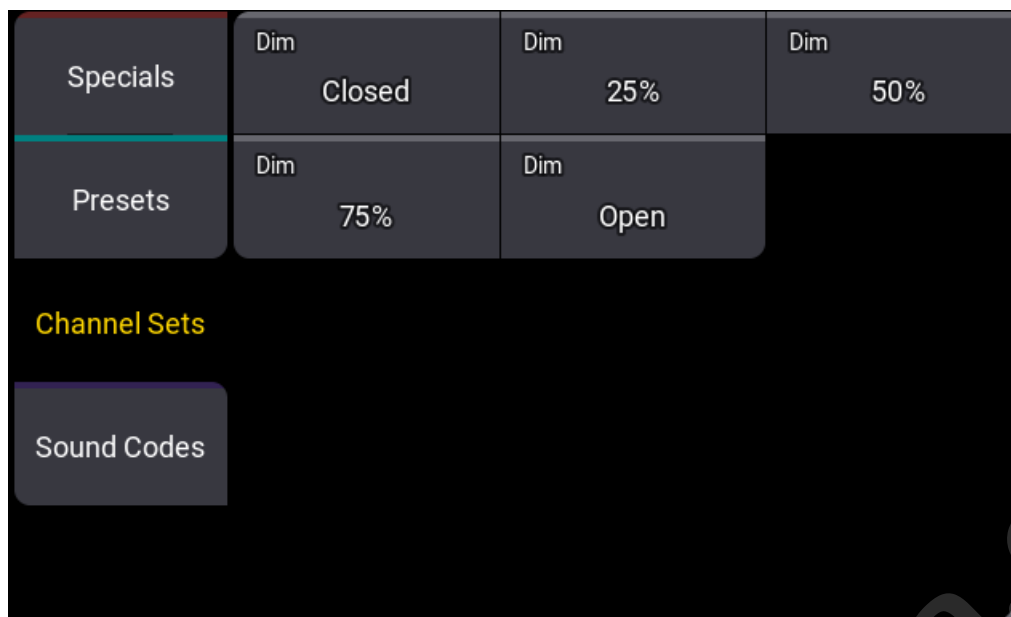 Specials
Dim
Closed
Dim
25%
Dim
50%
Presets
Dim
75%
Dim
Open
Channel Sets
Sound Codes